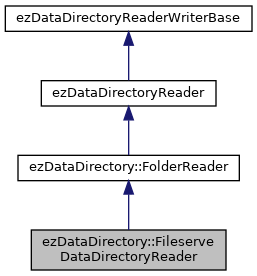 ezDataDirectoryReaderWriterBase
ezDataDirectoryReader
ezDataDirectory::FolderReader
ezDataDirectory::Fileserve
DataDirectoryReader